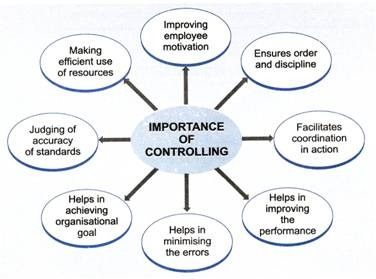 Improving
employee
motivation
Making
efficient use
of resources
Ensures order
and discipline
Judging of
accuracy
of standards
IMPORTANCE
OF
CONTROLLING
Facilitates
coordination
in action
Helps in
achieving
organisational
goal
Helps in
minimising
the errors
Helps in
improving
the
performance